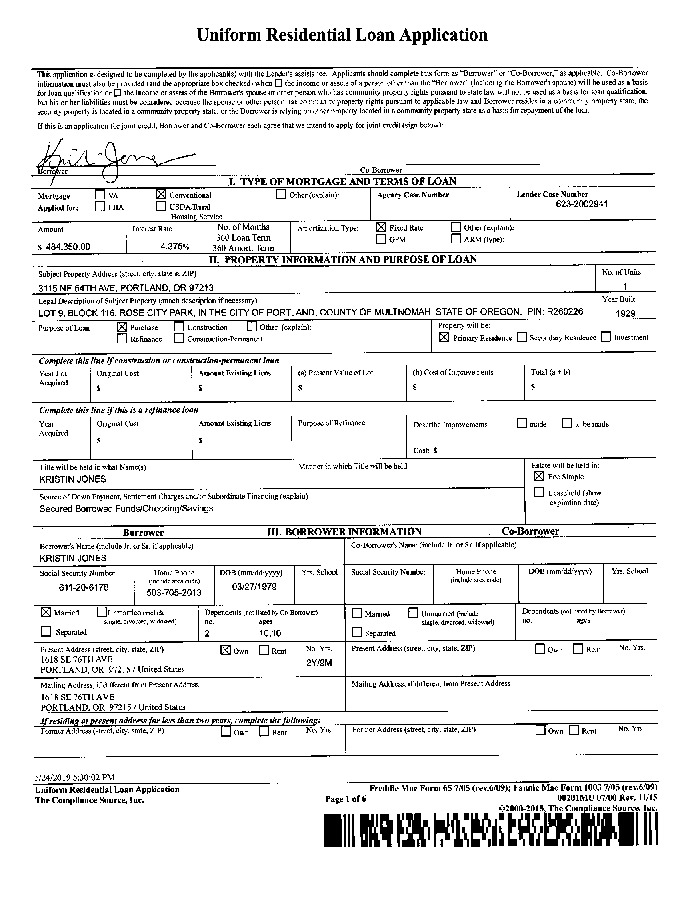 Uniform Residential Loan Application
This application is designed to be completed by the applicant(s) with the Lender's assistance. Applicants should complete this form as "Borrower" or "Co-Borrower," as applicable. Co-Borrower
information must also be provided (and the appropriate box checked) when the income or assets of a person other than the "Borrower" (including the Borrower's spouse) will be used as a basis
for loan qualification or the income or assets of the Borrower's spouse or other person who has community property rights pursuant to state law will not be used as a basis for loan qualification,
but his or her liabilities must be considered because the spouse or other person has community property rights pursuant to applicable law and Borrower resides in a community property state, the
security property is located in a community property state, or the Borrower is relying on other property located in a community property state as a basis for repayment of the loan.
If this is an application for joint credit, Borrower and Co-Borrower each agree that we intend to apply for joint credit (sign below):
Borrower Co-Borrower
I. TYPE OF MORTGAGE AND TERMS OF LOAN
Mortgage Applied for: VA Conventional Other (explain): Agency Case Number Lender Case Number
FHA USDA/Rural Housing Service 623-2002941
Amount Interest Rate No. of Months Amortization Type: Fixed Rate Other (explain):
$ 484,350.00 4.375% 360 Loan Term GPM ARM (type):
360 Amort. Term
II. PROPERTY INFORMATION AND PURPOSE OF LOAN
Subject Property Address (street, city, state & ZIP) No. of Units
3115 NE 64TH AVE, PORTLAND, OR 97213 1
Legal Description of Subject Property (attach description if necessary) Year Built
LOT 9, BLOCK 116, ROSE CITY PARK, IN THE CITY OF PORTLAND, COUNTY OF MULTNOMAH STATE OF OREGON. PIN: R260226 1929
Purpose of Loan Purchase Construction Other (explain): Property will be:
Refinance Construction-Permanent Primary Residence Secondary Residence Investment
Complete this line if construction or construction-permanent loan
Year Lot Acquired Original Cost Amount Existing Liens (a) Present Value of Lot (b) Cost of Improvements Total (a + b)
$ $ $ $ $
Complete this line if this is a refinance loan
Year Acquired Original Cost Amount Existing Liens Purpose of Refinance Describe Improvements made to be made
$ $ Cost: $
Title will be held in what Name(s) Manner in which Title will be held Estate will be held in:
KRISTIN JONES Fee Simple
Source of Down Payment, Settlement Charges and/or Subordinate Financing (explain) Leasehold (show expiration date)
Secured Borrowed Funds/Checking/Savings
Borrower III. BORROWER INFORMATION Co-Borrower
Borrower's Name (include Jr. or Sr. if applicable) Co-Borrower's Name (include Jr. or Sr. if applicable)
KRISTIN JONES
Social Security Number Home Phone (include area code) DOB (mm/dd/yyyy) Yrs. School Social Security Number Home Phone (include area code) DOB (mm/dd/yyyy) Yrs. School
611-20-6178 503-705-2013 03/27/1979
Married Unmarried (include single, divorced, widowed) Dependents (not listed by Co-Borrower) Married Unmarried (include single, divorced, widowed) Dependents (not listed by Borrower)
Separated no. ages Separated no. ages
2 10,10
Present Address (street, city, state, ZIP) Own Rent No. Yrs. Present Address (street, city, state, ZIP) Own Rent No. Yrs.
1618 SE 76TH AVE 2Y/9M
PORTLAND, OR 97215 / United States
Mailing Address, if different from Present Address Mailing Address, if different from Present Address
1618 SE 76TH AVE
PORTLAND, OR 97215 / United States
If residing at present address for less than two years, complete the following:
Former Address (street, city, state, ZIP) Own Rent No. Yrs. Former Address (street, city, state, ZIP) Own Rent No. Yrs.
5/24/2019 5:30:02 PM
Uniform Residential Loan Application Freddie Mac Form 65 7/05 (rev.6/09); Fannie Mae Form 1003 7/05 (rev.6/09)
The Compliance Source, Inc. Page 1 of 6 00201MU 07/00 Rev. 11/15
©2000-2015, The Compliance Source, Inc.